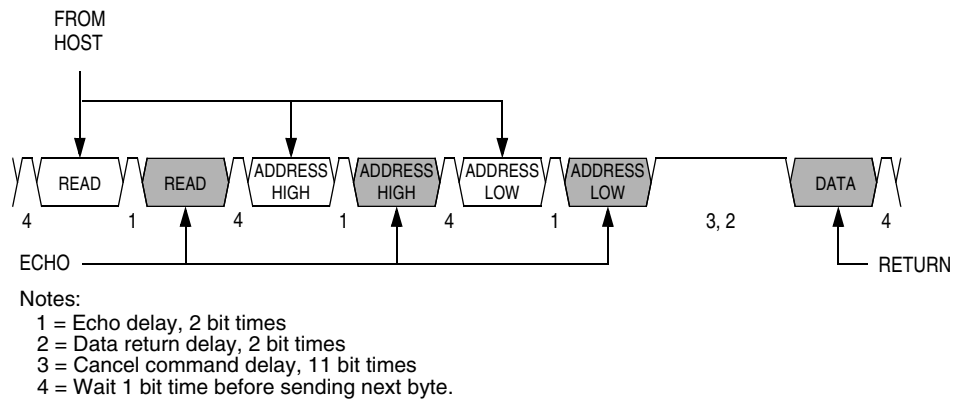 FROM
HOST
READ
READ
ADDRESS
HIGH
ADDRESS
HIGH
ADDRESS
LOW
ADDRESS
LOW
DATA
4
1
4
1
4
1
3, 2
4
ECHO
RETURN
Notes:
1 = Echo delay, 2 bit times
2 = Data return delay, 2 bit times
3 = Cancel command delay, 11 bit times
4 = Wait 1 bit time before sending next byte.